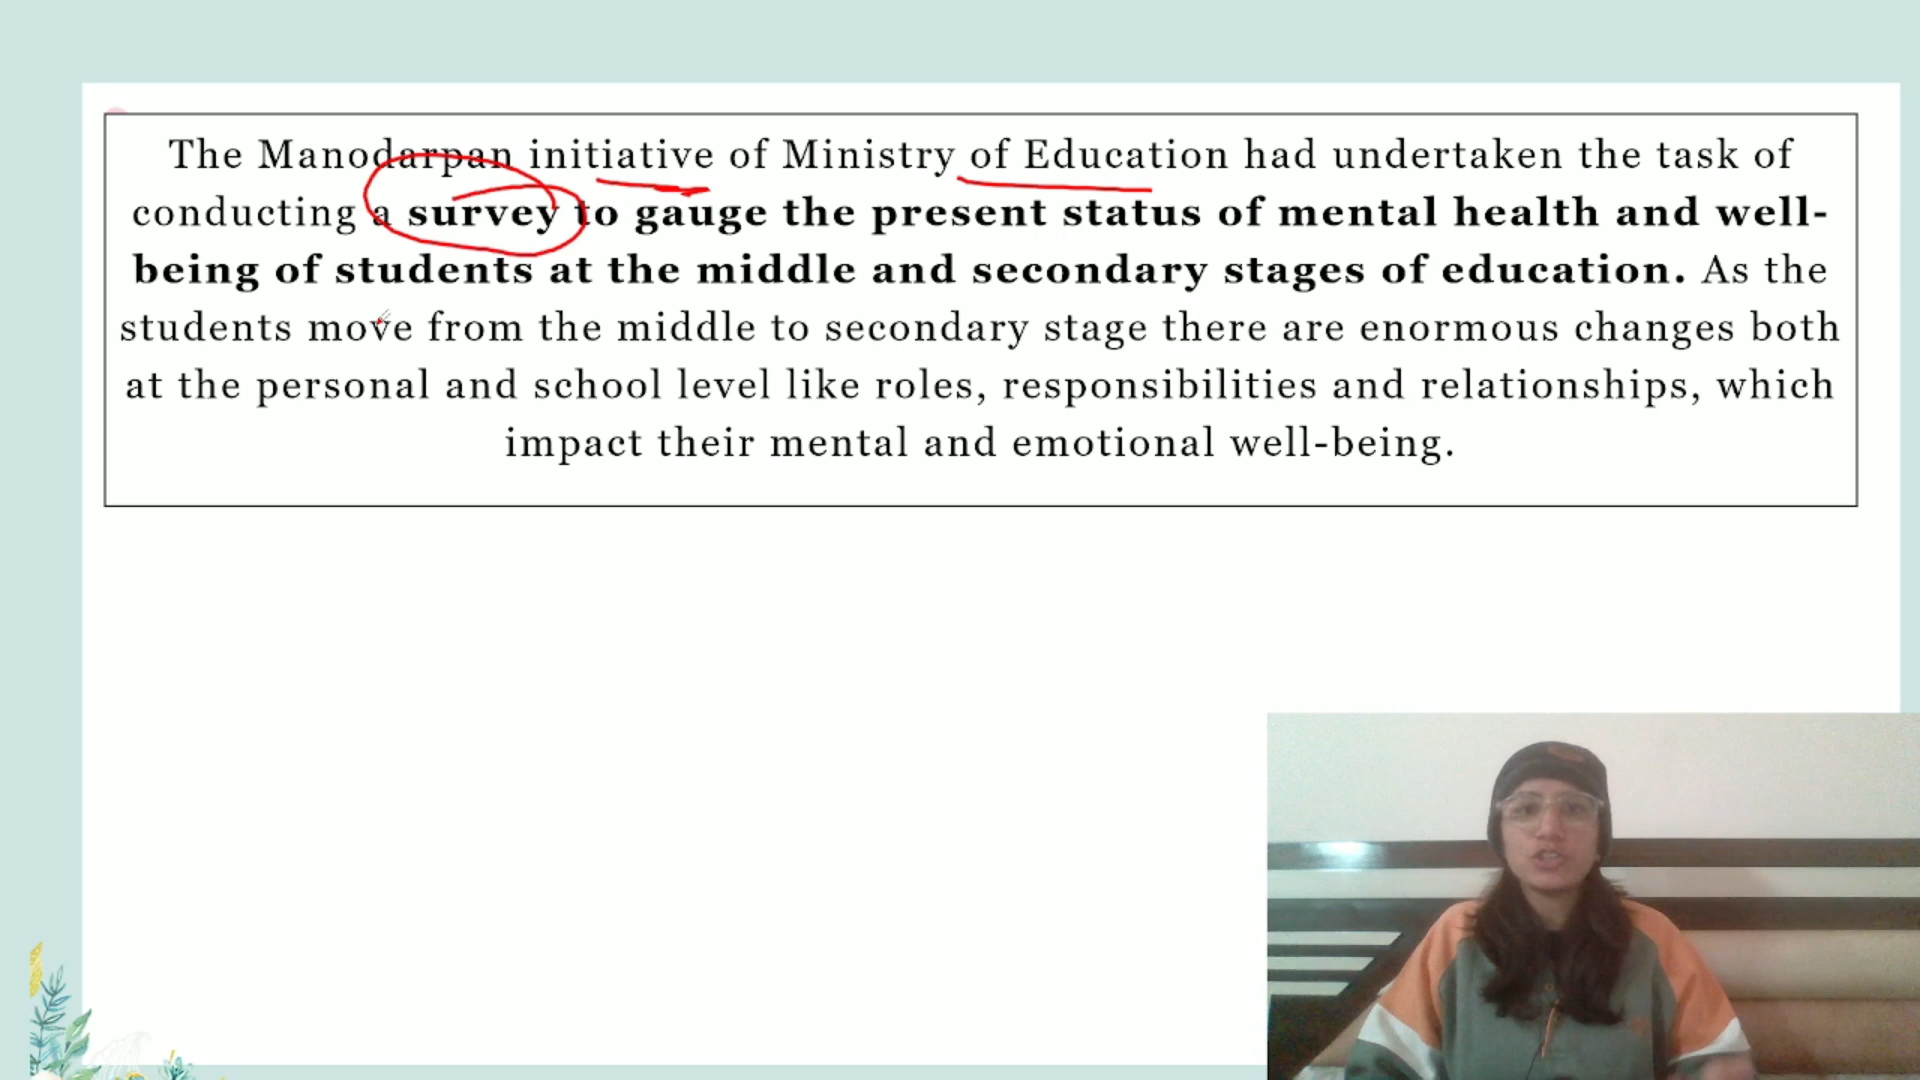 The Manodarpan initiative of Ministry of Education had undertaken the task of
conducting a survey to gauge the present status of mental health and well-
being of students at the middle and secondary stages of education. As the
students move from the middle to secondary stage there are enormous changes both
at the personal and school level like roles, responsibilities and relationships, which
impact their mental and emotional well-being.